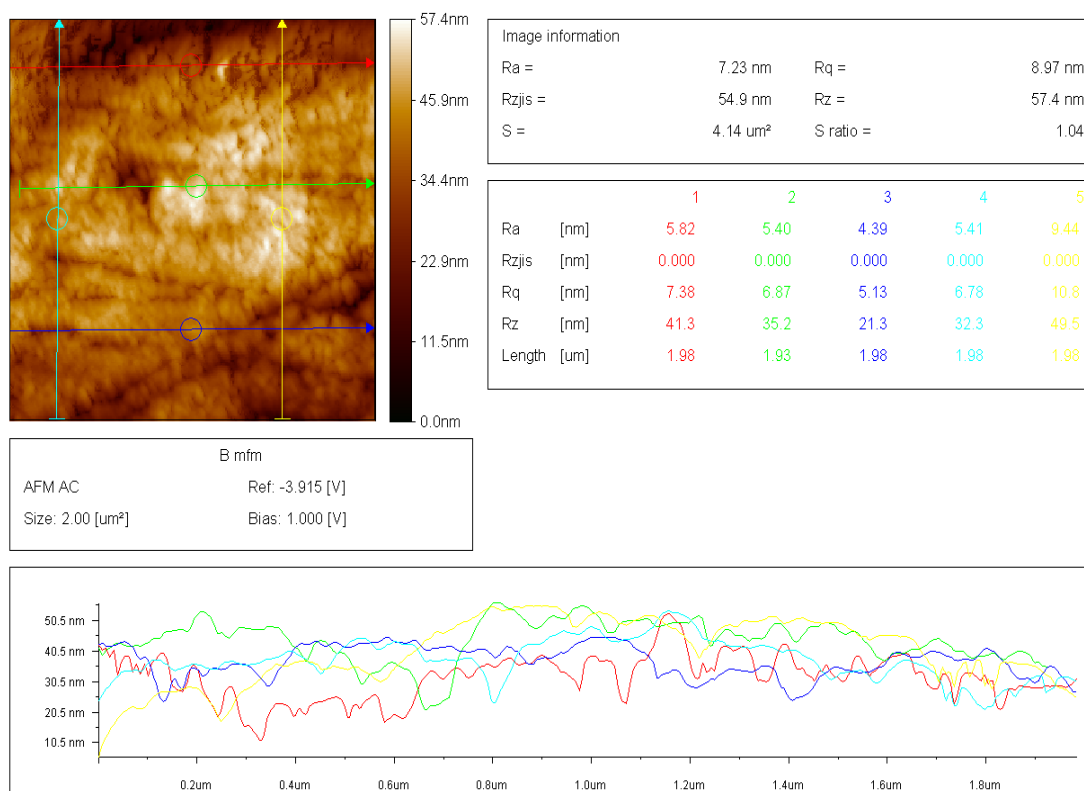 57.4nm
45.9nm
34.4nm
22.9nm
11.5nm
0.0nm
Image information
Ra = 7.23 nm Rq = 8.97 nm
Rzjis = 54.9 nm Rz = 57.4 nm
S = 4.14 um² S ratio = 1.04
1 2 3 4 5
Ra [nm] 5.82 5.40 4.39 5.41 9.44
Rzjis [nm] 0.000 0.000 0.000 0.000 0.000
Rq [nm] 7.38 6.87 5.13 6.78 10.8
Rz [nm] 41.3 35.2 21.3 32.3 49.5
Length [um] 1.98 1.93 1.98 1.98 1.98
B mfm
AFM AC Ref: -3.915 [V]
Size: 2.00 [um²] Bias: 1.000 [V]
50.5 nm
40.5 nm
30.5 nm
20.5 nm
10.5 nm
0.2um 0.4um 0.6um 0.8um 1.0um 1.2um 1.4um 1.6um 1.8um